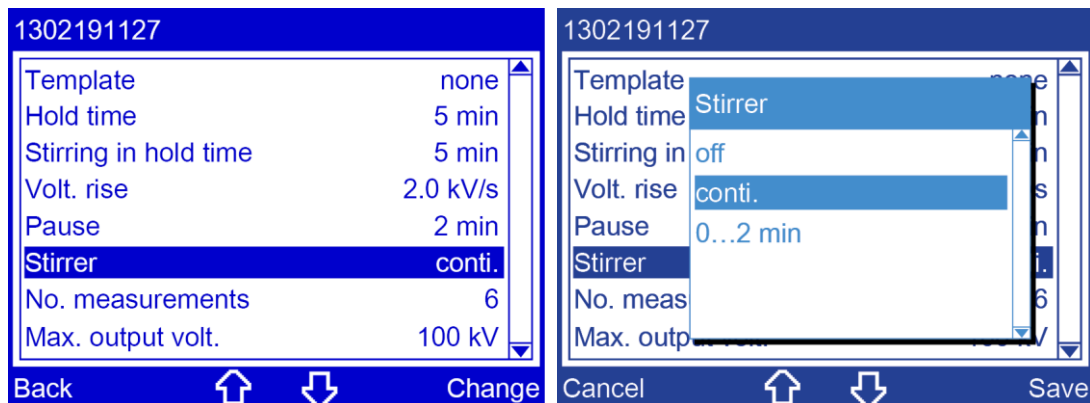 1302191127
Template none
Hold time 5 min
Stirring in hold time 5 min
Volt. rise 2.0 kV/s
Pause 2 min
Stirrer conti.
No. measurements 6
Max. output volt. 100 kV
Back Change
1302191127
Template
Hold time
Stirring in
Volt. rise
Pause
Stirrer
No. meas 6
Max. outp
Stirrer
off
conti.
0…2 min
Cancel Save